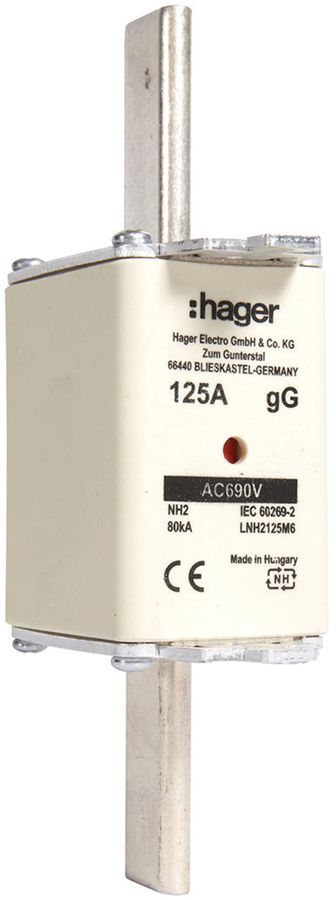 :hager
Hager Electro GmbH & Co. KG
Zum Gunterstal
66440 BLIESKASTEL-GERMANY
125A gG
AC690V
NH2 IEC 60269-2
80kA LNH2125M6
Made in Hungary
CE NH